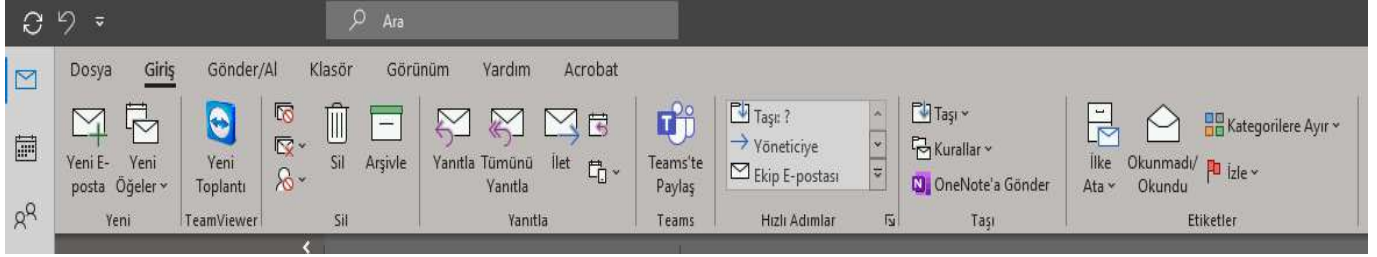 Ara
Dosya Giriş Gönder/Al Klasör Görünüm Yardım Acrobat
Yeni E-posta
Yeni Öğeler
Yeni
Yeni Toplantı
TeamViewer
Sil
Arşivle
Sil
Yanıtla
Tümünü Yanıtla
İlet
Yanıtla
Teams'te Paylaş
Teams
Taşı: ?
Yöneticiye
Ekip E-postası
Hızlı Adımlar
Taşı
Kurallar
OneNote'a Gönder
Taşı
İlke Ata
Okunmadı/ Okundu
Kategorilere Ayır
İzle
Etiketler